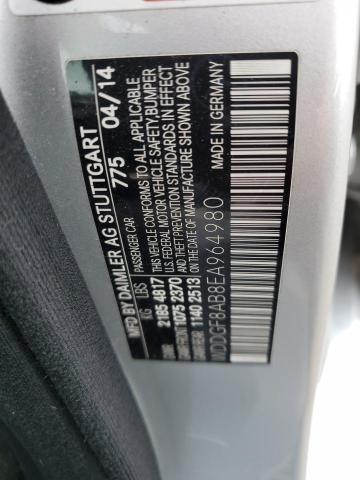 MFD BY DAIMLER AG STUTTGART
775 04/14
PASSENGER CAR
KG LBS
2185 4817
1075 2370
1140 2513
THIS VEHICLE CONFORMS TO ALL APPLICABLE
U.S. FEDERAL MOTOR VEHICLE SAFETY, BUMPER
AND THEFT PREVENTION STANDARDS IN EFFECT
ON THE DATE OF MANUFACTURE SHOWN ABOVE
WDDGF8AB8EA964980
MADE IN GERMANY